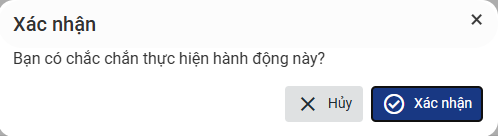 Xác nhận
Bạn có chắc chắn thực hiện hành động này?
Hủy
Xác nhận